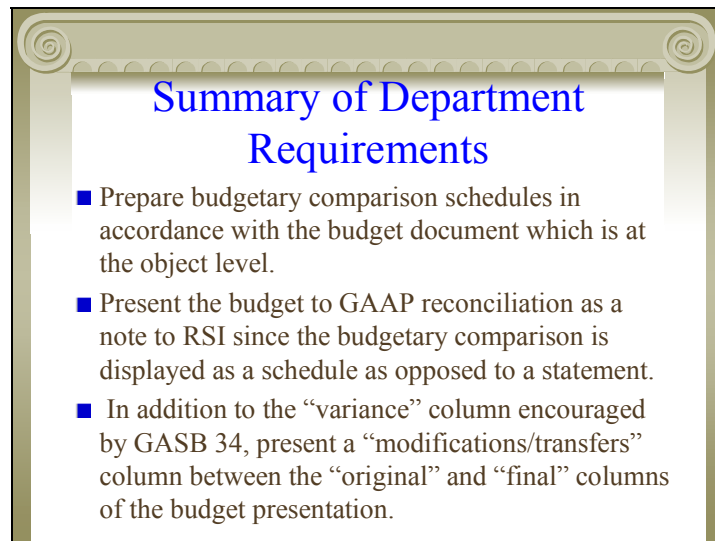 Summary of Department
Requirements
Prepare budgetary comparison schedules in
accordance with the budget document which is at
the object level.
Present the budget to GAAP reconciliation as a
note to RSI since the budgetary comparison is
displayed as a schedule as opposed to a statement.
In addition to the “variance” column encouraged
by GASB 34, present a “modifications/transfers”
column between the “original” and “final” columns
of the budget presentation.